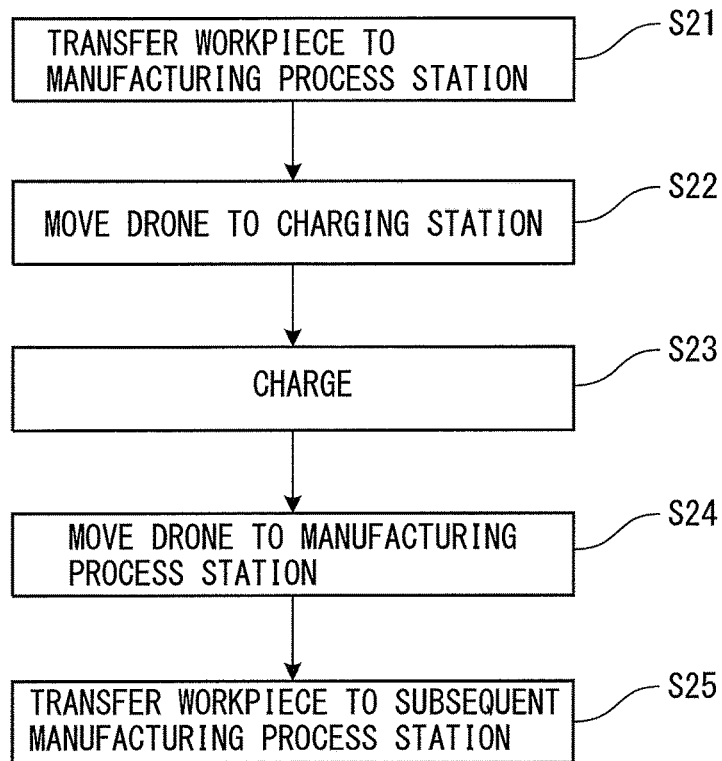 TRANSFER WORKPIECE TO
MANUFACTURING PROCESS STATION
S21
MOVE DRONE TO CHARGING STATION
S22
CHARGE
S23
MOVE DRONE TO MANUFACTURING
PROCESS STATION
S24
TRANSFER WORKPIECE TO SUBSEQUENT
MANUFACTURING PROCESS STATION
S25